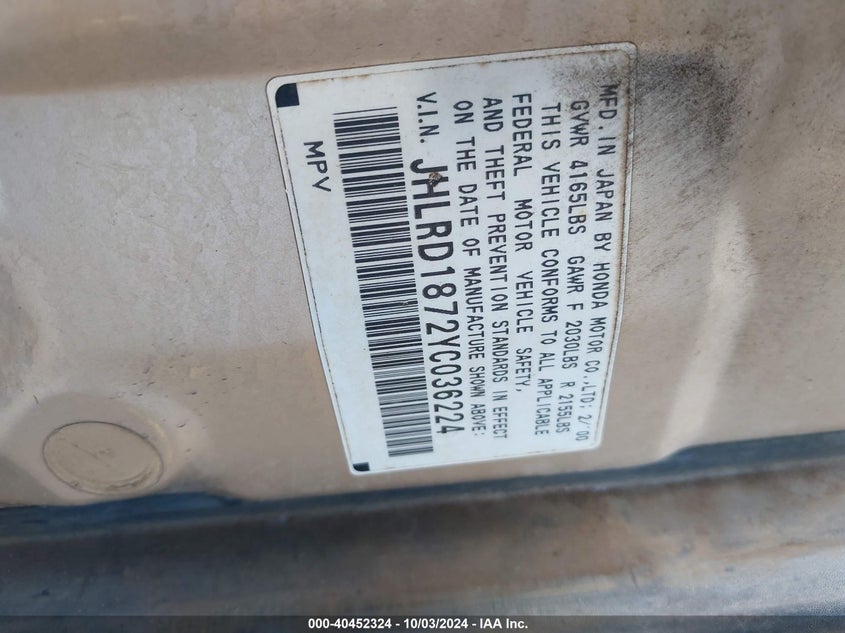 MFD. IN JAPAN BY HONDA MOTOR CO.,LTD; 2/'00
GVWR 4165LBS GAWR F 2030LBS R 2155LBS
THIS VEHICLE CONFORMS TO ALL APPLICABLE
FEDERAL MOTOR VEHICLE SAFETY,
AND THEFT PREVENTION STANDARDS IN EFFECT
ON THE DATE OF MANUFACTURE SHOWN ABOVE:
V.I.N. JHLRD1872YC036224
MPV
000-40452324 - 10/03/2024 - IAA Inc.